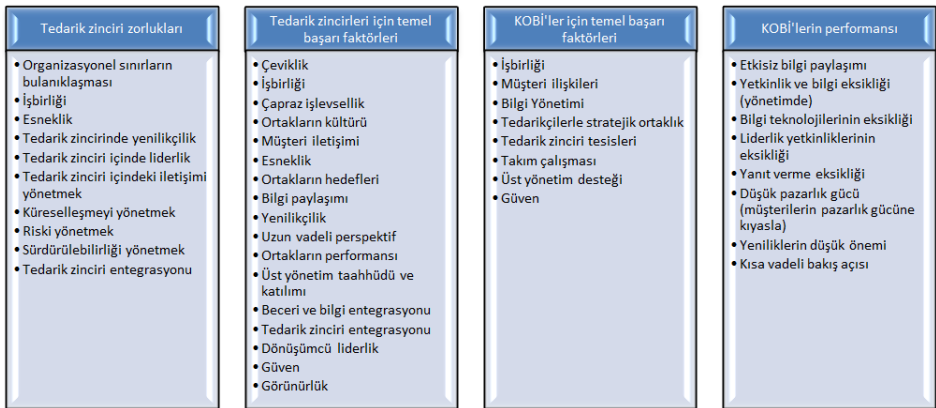 Tedarik zinciri zorlukları
• Organizasyonel sınırların
bulanıklaşması
• İşbirliği
• Esneklik
• Tedarik zincirinde yenilikçilik
• Tedarik zinciri içinde liderlik
• Tedarik zinciri içindeki iletişimi
yönetmek
• Küreselleşmeyi yönetmek
• Riski yönetmek
• Sürdürülebilirliği yönetmek
• Tedarik zinciri entegrasyonu
Tedarik zincirleri için temel
başarı faktörleri
• Çeviklik
• İşbirliği
• Çapraz işlevsellik
• Ortakların kültürü
• Müşteri iletişimi
• Esneklik
• Ortakların hedefleri
• Bilgi paylaşımı
• Yenilikçilik
• Uzun vadeli perspektif
• Ortakların performansı
• Üst yönetim taahhüdü ve
katılımı
• Beceri ve bilgi entegrasyonu
• Tedarik zinciri entegrasyonu
• Dönüşümcü liderlik
• Güven
• Görünürlük
KOBİ'ler için temel başarı
faktörleri
• İşbirliği
• Müşteri ilişkileri
• Bilgi Yönetimi
• Tedarikçilerle stratejik ortaklık
• Tedarik zinciri tesisleri
• Takım çalışması
• Üst yönetim desteği
• Güven
KOBİ'lerin performansı
• Etkisiz bilgi paylaşımı
• Yetkinlik ve bilgi eksikliği
(yönetimde)
• Bilgi teknolojilerinin eksikliği
• Liderlik yetkinliklerinin
eksikliği
• Yanıt verme eksikliği
• Düşük pazarlık gücü
(müşterilerin pazarlık gücüne
kıyasla)
• Yeniliklerin düşük önemi
• Kısa vadeli bakış açısı